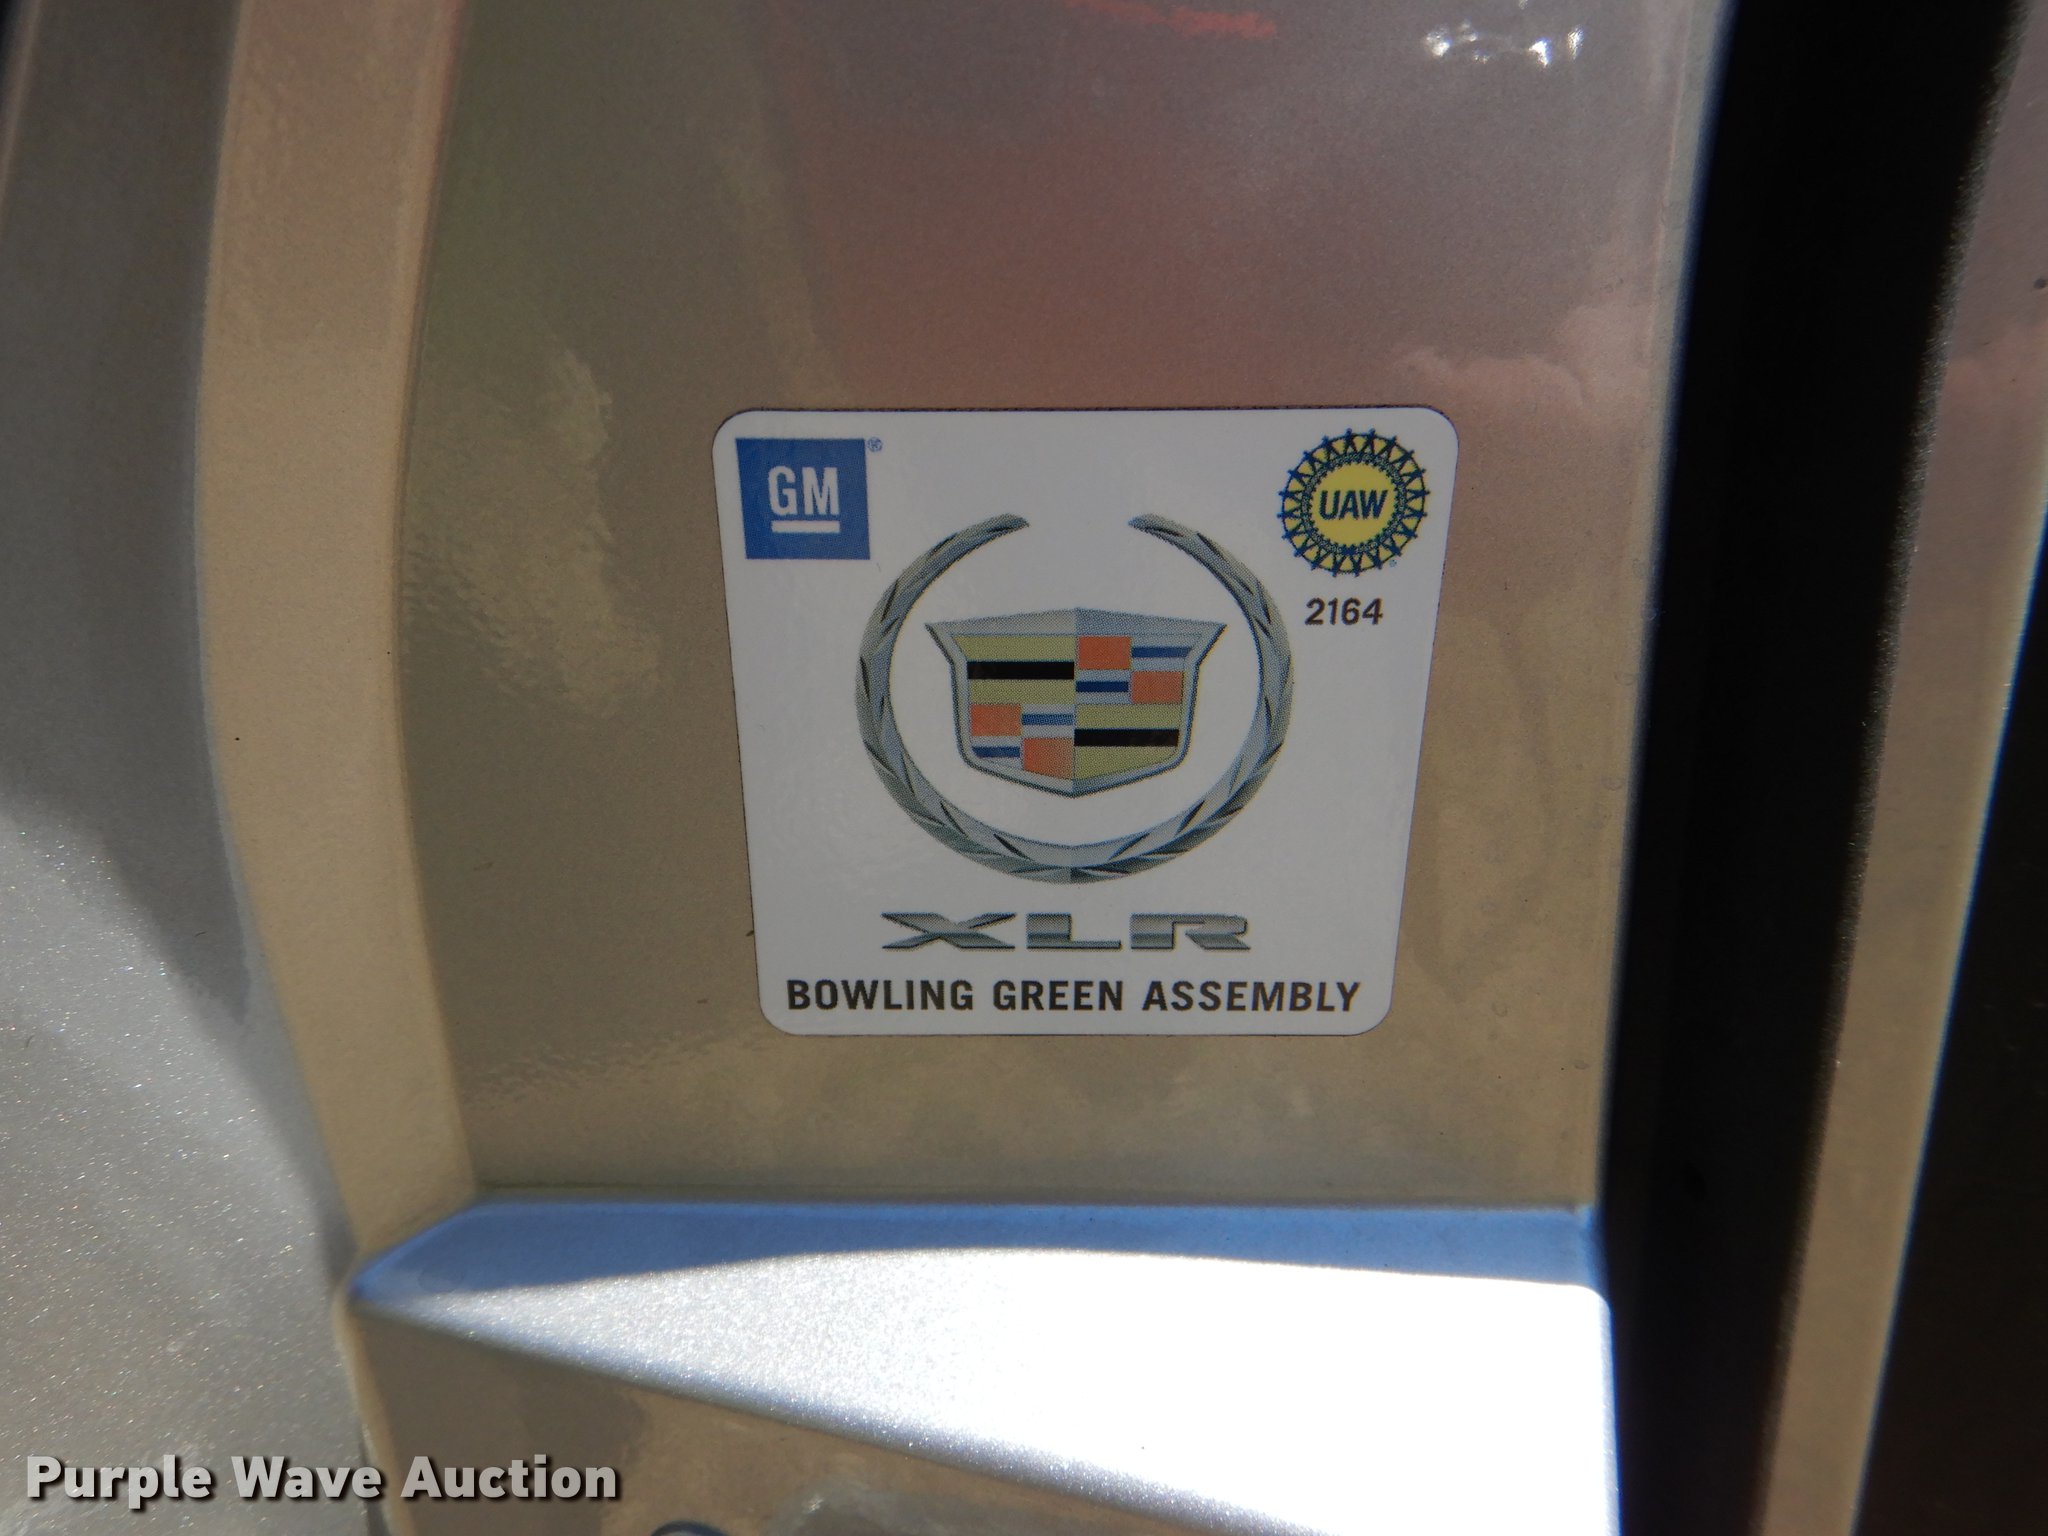 GM®
UAW
2164
XLR
BOWLING GREEN ASSEMBLY
Purple Wave Auction